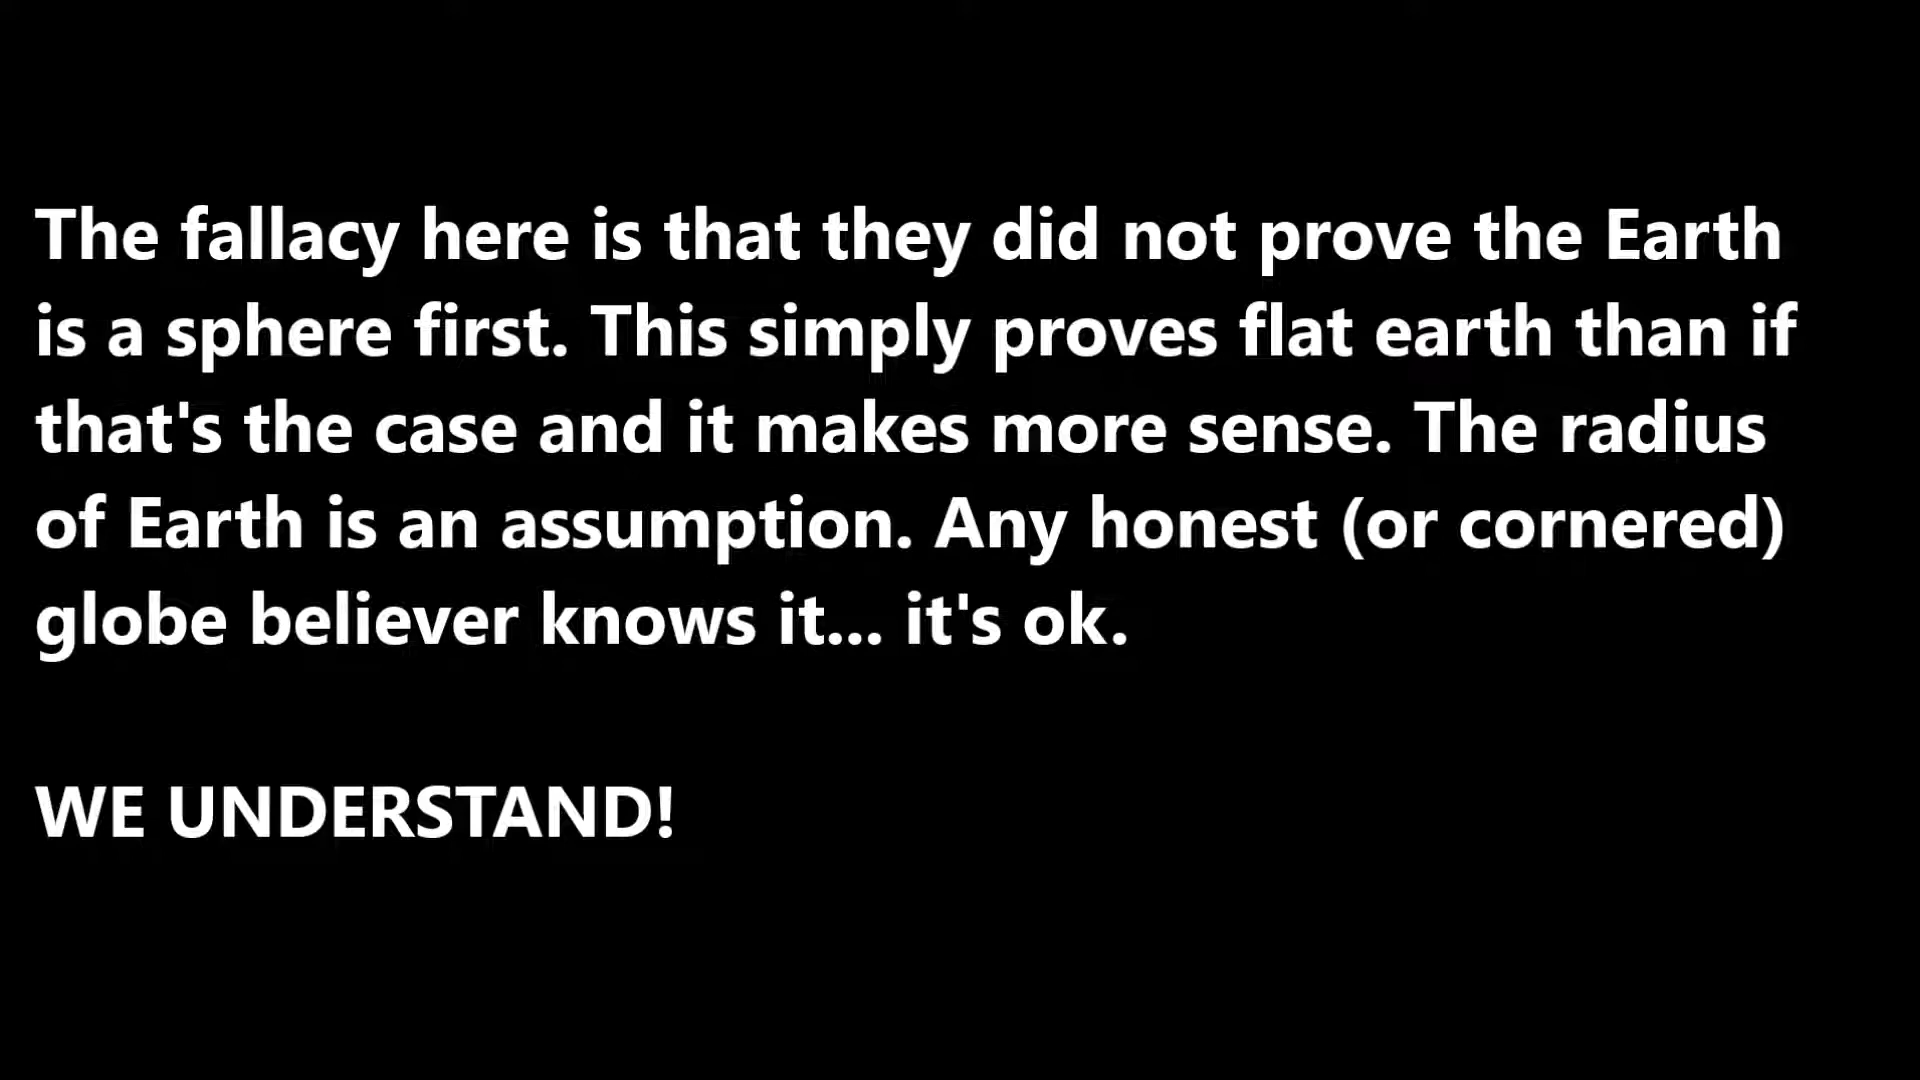 The fallacy here is that they did not prove the Earth
is a sphere first. This simply proves flat earth than if
that's the case and it makes more sense. The radius
of Earth is an assumption. Any honest (or cornered)
globe believer knows it... it's ok.
WE UNDERSTAND!